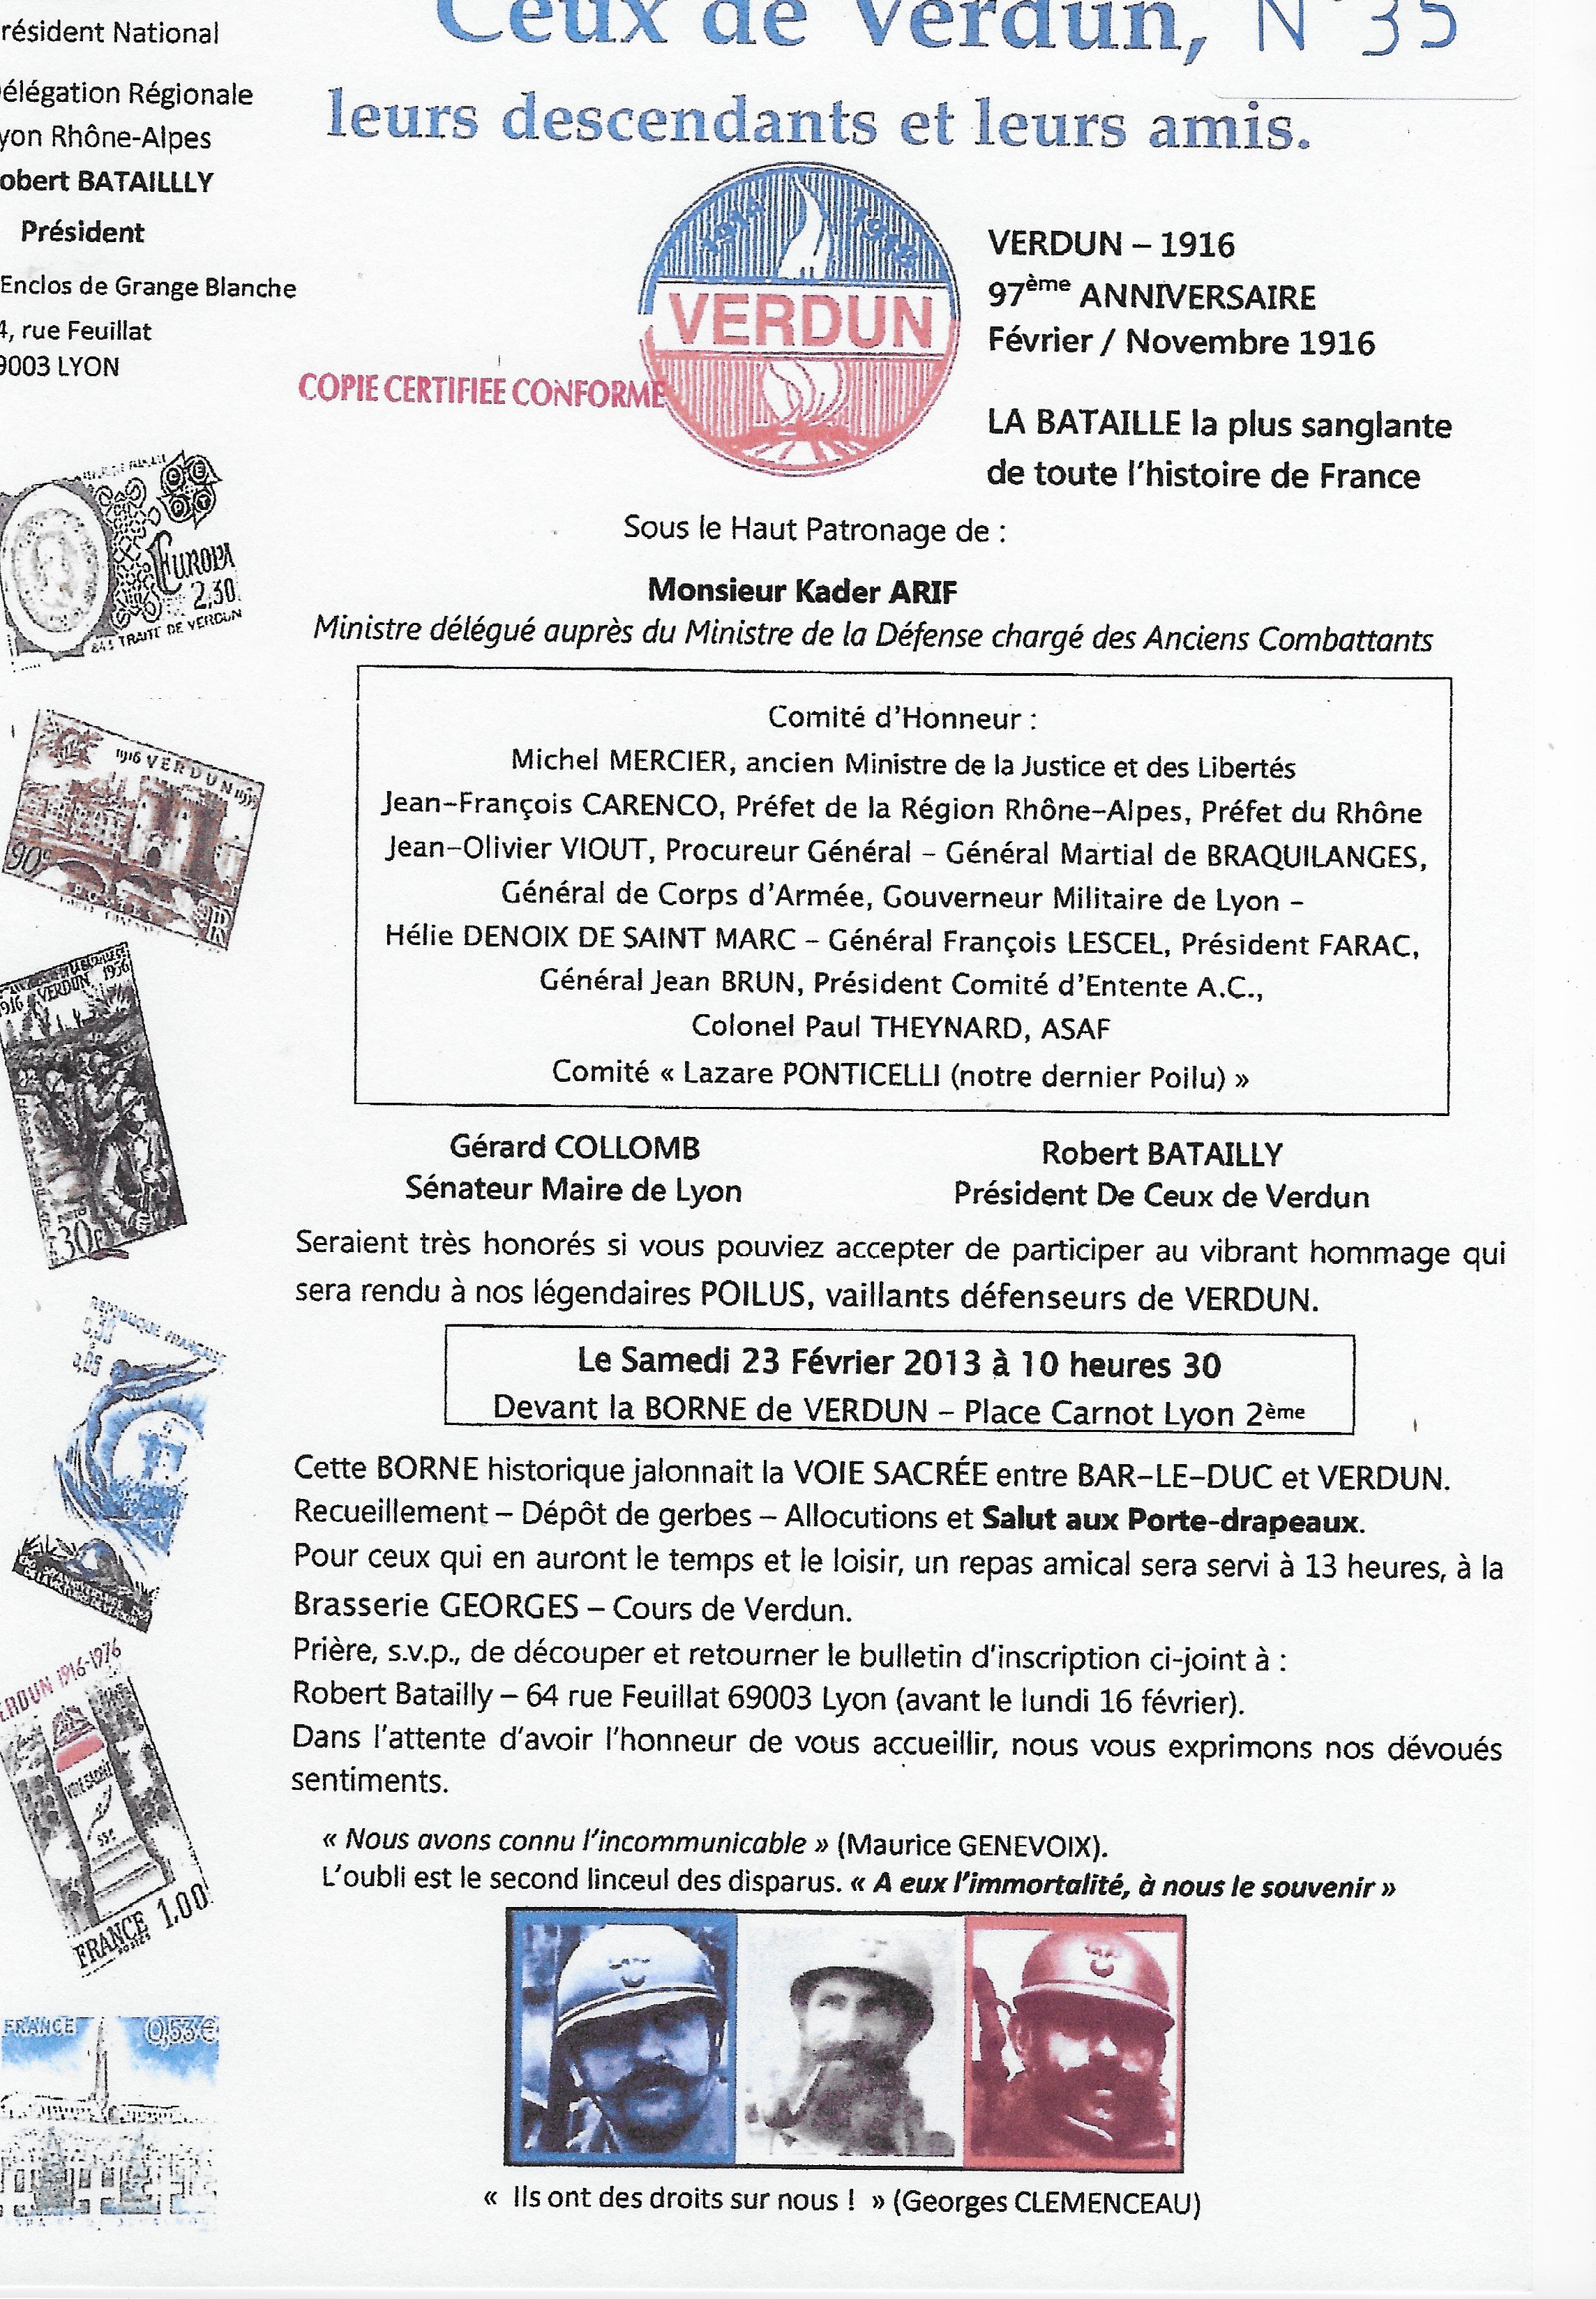 Ceux de Verdun, N°35
leurs descendants et leurs amis.
résident National
élégation Régionale
yon Rhône-Alpes
obert BATAILLLY
Président
Enclos de Grange Blanche
4, rue Feuillat
9003 LYON
1914 1918
VERDUN
COPIE CERTIFIEE CONFORME
VERDUN – 1916
97ème ANNIVERSAIRE
Février / Novembre 1916
LA BATAILLE la plus sanglante
de toute l'histoire de France
Sous le Haut Patronage de :
Monsieur Kader ARIF
Ministre délégué auprès du Ministre de la Défense chargé des Anciens Combattants
Comité d'Honneur :
Michel MERCIER, ancien Ministre de la Justice et des Libertés
Jean-François CARENCO, Préfet de la Région Rhône-Alpes, Préfet du Rhône
Jean-Olivier VIOUT, Procureur Général – Général Martial de BRAQUILANGES,
Général de Corps d'Armée, Gouverneur Militaire de Lyon –
Hélie DENOIX DE SAINT MARC – Général François LESCEL, Président FARAC,
Général Jean BRUN, Président Comité d'Entente A.C.,
Colonel Paul THEYNARD, ASAF
Comité « Lazare PONTICELLI (notre dernier Poilu) »
Gérard COLLOMB
Sénateur Maire de Lyon
Robert BATAILLY
Président De Ceux de Verdun
Seraient très honorés si vous pouviez accepter de participer au vibrant hommage qui
sera rendu à nos légendaires POILUS, vaillants défenseurs de VERDUN.
Le Samedi 23 Février 2013 à 10 heures 30
Devant la BORNE de VERDUN – Place Carnot Lyon 2ème
Cette BORNE historique jalonnait la VOIE SACRÉE entre BAR-LE-DUC et VERDUN.
Recueillement – Dépôt de gerbes – Allocutions et Salut aux Porte-drapeaux.
Pour ceux qui en auront le temps et le loisir, un repas amical sera servi à 13 heures, à la
Brasserie GEORGES – Cours de Verdun.
Prière, s.v.p., de découper et retourner le bulletin d'inscription ci-joint à :
Robert Batailly – 64 rue Feuillat 69003 Lyon (avant le lundi 16 février).
Dans l'attente d'avoir l'honneur de vous accueillir, nous vous exprimons nos dévoués
sentiments.
« Nous avons connu l'incommunicable » (Maurice GENEVOIX).
L'oubli est le second linceul des disparus. « A eux l'immortalité, à nous le souvenir »
« Ils ont des droits sur nous ! » (Georges CLEMENCEAU)
EUROPA
2,30
843 TRAITE DE VERDUN
1916 VERDUN
90c
1916 VERDUN 1956
30F
REPUBLIQUE FRANÇAISE
ERDUN 1916-1976
VOIE SACRÉE
FRANCE 1,00
POSTES
FRANCE 0,53 €